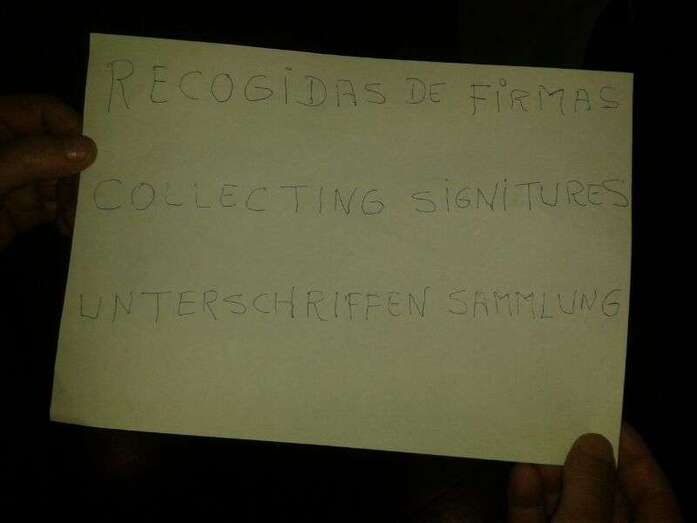 RECOGiDAS DE FiRMAS
COLLECTING SiGNiTURES
UNTERSCHRIFFEN SAMMLUNG